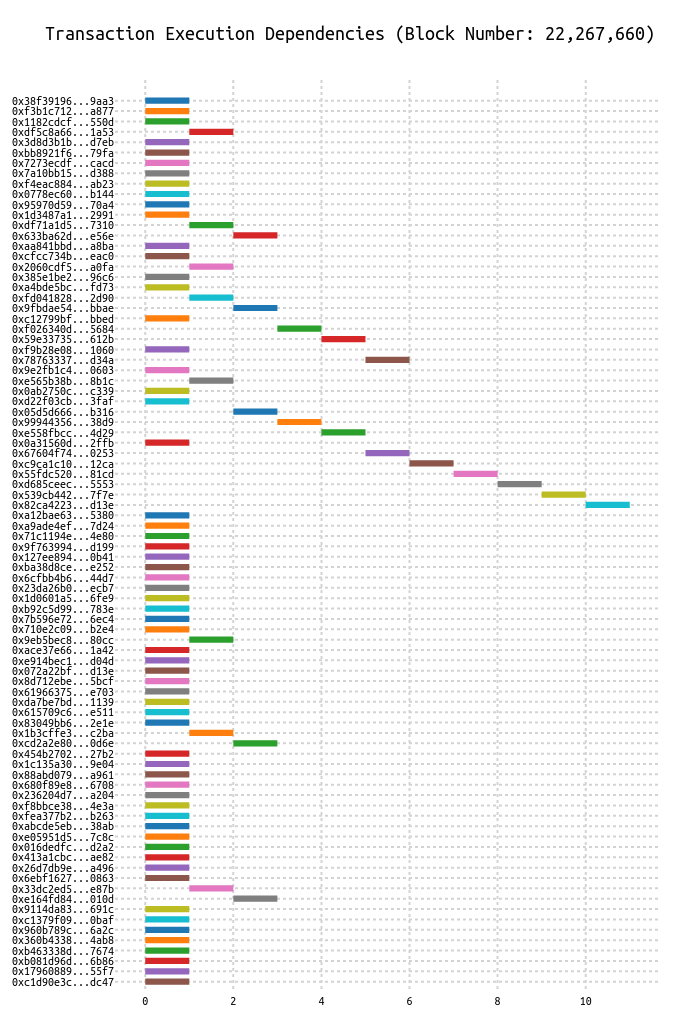 Transaction Execution Dependencies (Block Number: 22,267,660)
0x38f39196...9aa3
0xf3b1c712...a877
0x1182cdcf...550d
0xdf5c8a66...1a53
0x3d8d3b1b...d7eb
0xbb8921f6...79fa
0x7273ecdf...cacd
0x7a10bb15...d388
0xf4eac884...ab23
0x0778ec60...b144
0x95970d59...70a4
0x1d3487a1...2991
0xdf71a1d5...7310
0x633ba62d...e56e
0xaa841bbd...a8ba
0xcfcc734b...eac0
0x2060cdf5...a0fa
0x385e1be2...96c6
0xa4bde5bc...fd73
0xfd041828...2d90
0x9fbdae54...bbae
0xc12799bf...bbed
0xf026340d...5684
0x59e33735...612b
0xf9b28e08...1060
0x78763337...d34a
0x9e2fb1c4...0603
0xe565b38b...8b1c
0x0ab2750c...c339
0xd22f03cb...3faf
0x05d5d666...b316
0x99944356...38d9
0xe558fbcc...4d29
0x0a31560d...2ffb
0x67604f74...0253
0xc9ca1c10...12ca
0x55fdc520...81cd
0xd685ceec...5553
0x539cb442...7f7e
0x82ca4223...d13e
0xa12bae63...5380
0xa9ade4ef...7d24
0x71c1194e...4e80
0x9f763994...d199
0x127ee894...0b41
0xba38d8ce...e252
0x6cfbb4b6...44d7
0x23da26b0...ecb7
0x1d0601a5...6fe9
0xb92c5d99...783e
0x7b596e72...6ec4
0x710e2c09...b2e4
0x9eb5bec8...80cc
0xace37e66...1a42
0xe914bec1...d04d
0x072a22bf...d13e
0x8d712ebe...5bcf
0x61966375...e703
0xda7be7bd...1139
0x615709c6...e511
0x83049bb6...2e1e
0x1b3cffe3...c2ba
0xcd2a2e80...0d6e
0x454b2702...27b2
0x1c135a30...9e04
0x88abd079...a961
0x680f89e8...6708
0x236204d7...a204
0xf8bbce38...4e3a
0xfea377b2...b263
0xabcde5eb...38ab
0xe05951d5...7c8c
0x016dedfc...d2a2
0x413a1cbc...ae82
0x26d7db9e...a496
0x6ebf1627...0863
0x33dc2ed5...e87b
0xe164fd84...010d
0x9114da83...691c
0xc1379f09...0baf
0x960b789c...6a2c
0x360b4338...4ab8
0xb463338d...7674
0xb081d96d...6b86
0x17960889...55f7
0xc1d90e3c...dc47
0 2 4 6 8 10